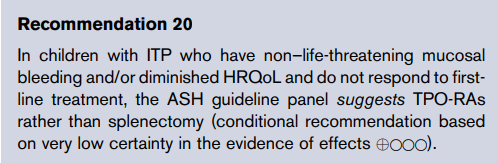 Recommendation 20
In children with ITP who have non–life-threatening mucosal
bleeding and/or diminished HRQoL and do not respond to first-
line treatment, the ASH guideline panel suggests TPO-RAs
rather than splenectomy (conditional recommendation based
on very low certainty in the evidence of effects ⊕○○○).